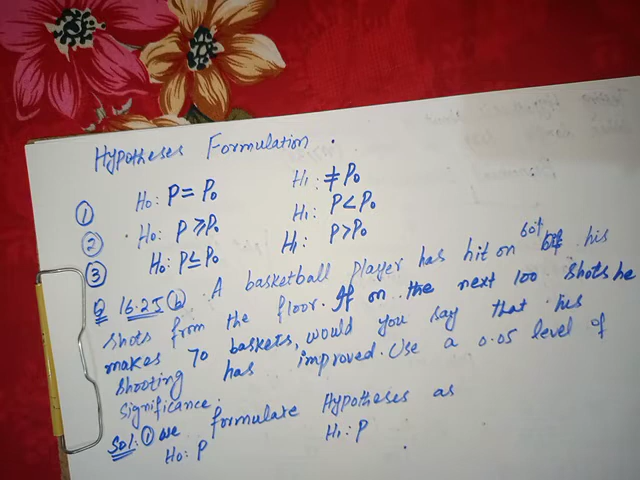 Hypotheses Formulation.
① H₀: P = P₀ H₁: ≠ P₀
② H₀: P ≥ P₀ H₁: P < P₀
③ H₀: P ≤ P₀ H₁: P > P₀
Q 16.25 (b) A basketball player has hit on 60% of his
shots from the floor. If on the next 100 shots he
makes 70 baskets, would you say that his
shooting has improved. Use a 0.05 level of
significance.
Sol: ① we formulate Hypotheses as
H₀: P H₁: P